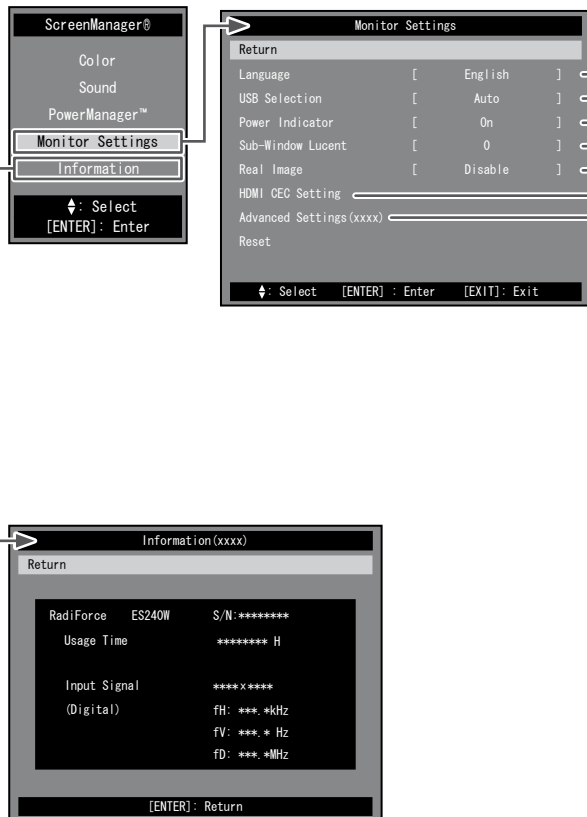 ScreenManager®
Color
Sound
PowerManager™
Monitor Settings
Information
: Select
[ENTER]: Enter
Monitor Settings
Return
Language [ English ]
USB Selection [ Auto ]
Power Indicator [ On ]
Sub-Window Lucent [ 0 ]
Real Image [ Disable ]
HDMI CEC Setting
Advanced Settings(xxxx)
Reset
: Select [ENTER] : Enter [EXIT]: Exit
Information(xxxx)
Return
RadiForce ES240W S/N:********
Usage Time ******** H
Input Signal ****×****
(Digital) fH: ***.*kHz
fV: ***.* Hz
fD: ***.*MHz
[ENTER]: Return